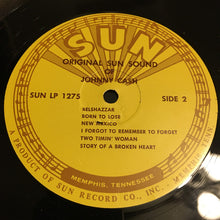 SUN
ORIGINAL SUN SOUND
OF
JOHNNY CASH
SUN LP 1275
SIDE 2
BELSHAZZAR
BORN TO LOSE
NEW MEXICO
I FORGOT TO REMEMBER TO FORGET
TWO TIMIN' WOMAN
STORY OF A BROKEN HEART
MEMPHIS, TENNESSEE
A PRODUCT OF SUN RECORD CO., INC.